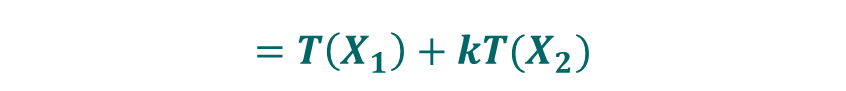 = T(X₁) + kT(X₂)